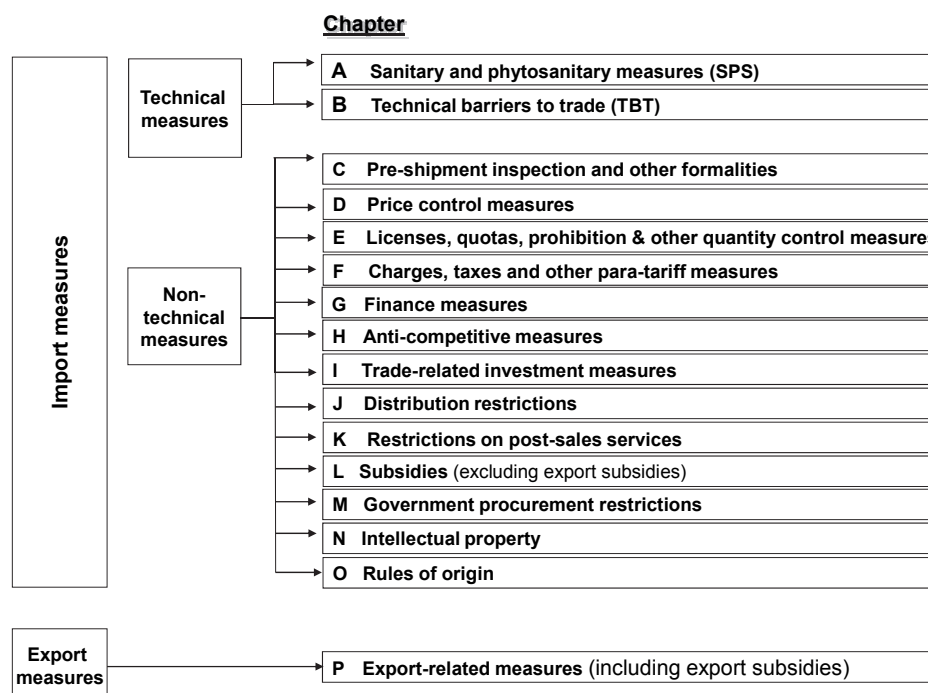 Chapter
Import measures
Technical
measures
A Sanitary and phytosanitary measures (SPS)
B Technical barriers to trade (TBT)
Non-
technical
measures
C Pre-shipment inspection and other formalities
D Price control measures
E Licenses, quotas, prohibition & other quantity control measures
F Charges, taxes and other para-tariff measures
G Finance measures
H Anti-competitive measures
I Trade-related investment measures
J Distribution restrictions
K Restrictions on post-sales services
L Subsidies (excluding export subsidies)
M Government procurement restrictions
N Intellectual property
O Rules of origin
Export
measures
P Export-related measures (including export subsidies)